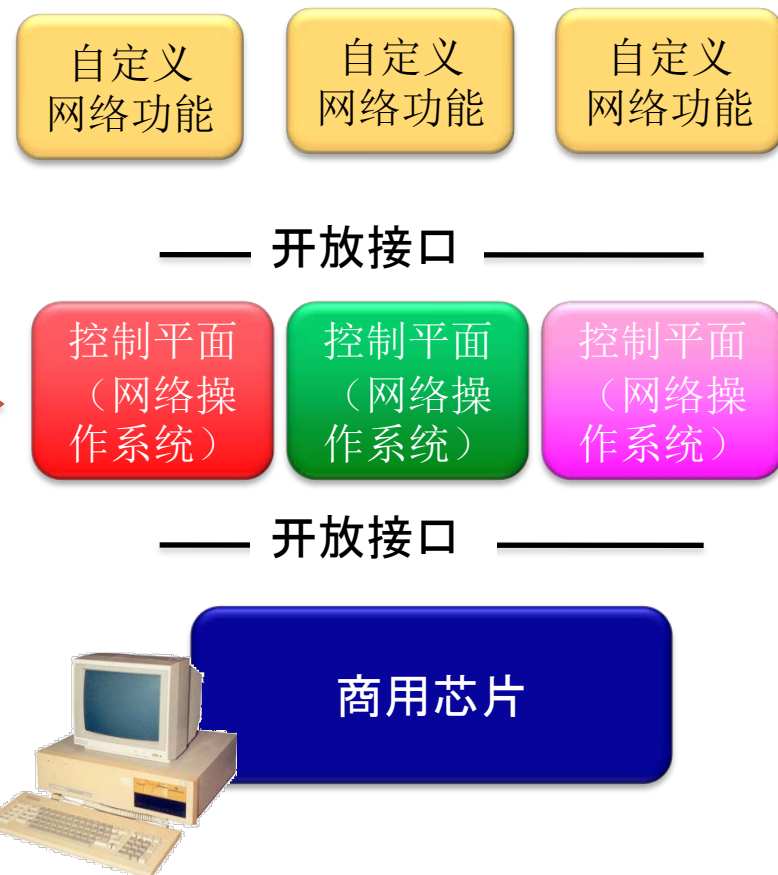 自定义
网络功能
自定义
网络功能
自定义
网络功能
开放接口
控制平面
（网络操
作系统）
控制平面
（网络操
作系统）
控制平面
（网络操
作系统）
开放接口
商用芯片